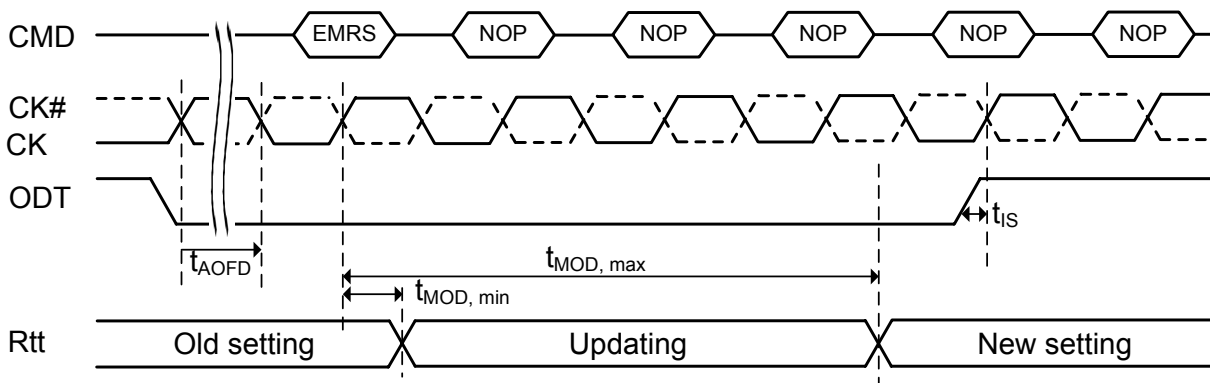 CMD EMRS NOP NOP NOP NOP NOP
CK#
CK
ODT
tIS
tAOFD
tMOD, max
tMOD, min
Rtt Old setting Updating New setting